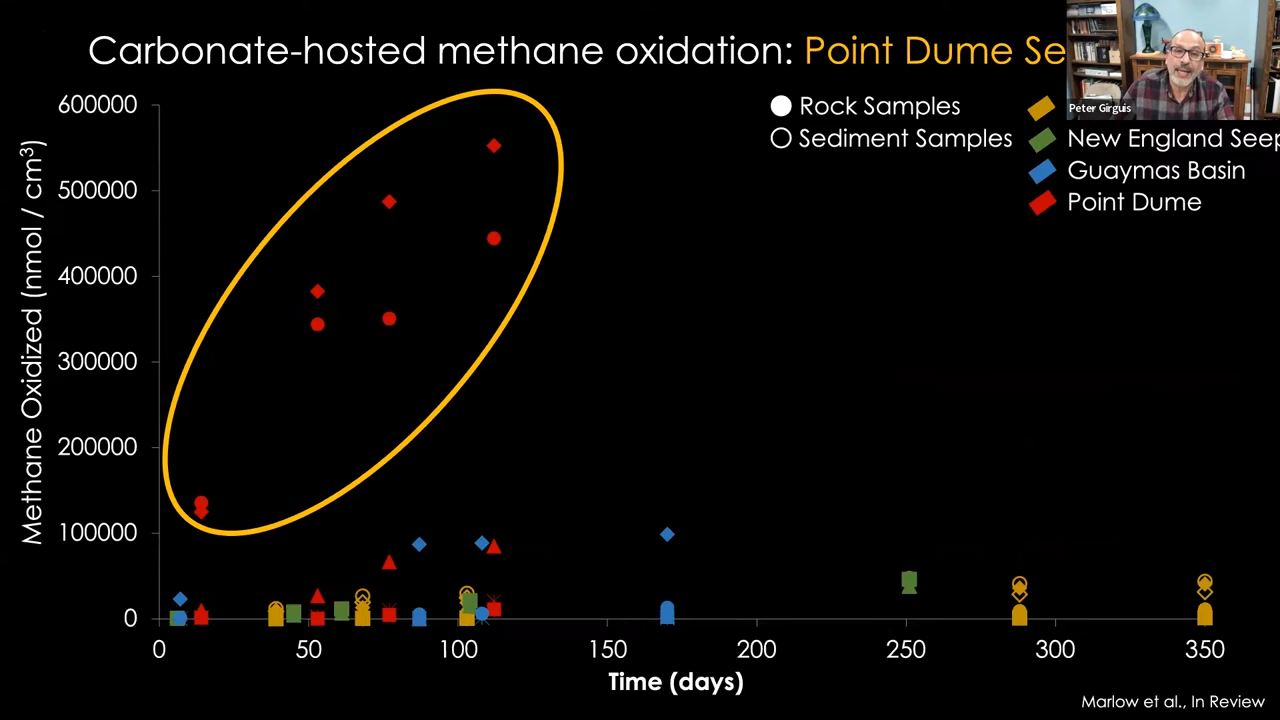 Carbonate-hosted methane oxidation: Point Dume Se
Peter Girguis
Rock Samples
Sediment Samples
New England Seep
Guaymas Basin
Point Dume
Methane Oxidized (nmol / cm³)
600000
500000
400000
300000
200000
100000
0
0 50 100 150 200 250 300 350
Time (days)
Marlow et al., In Review